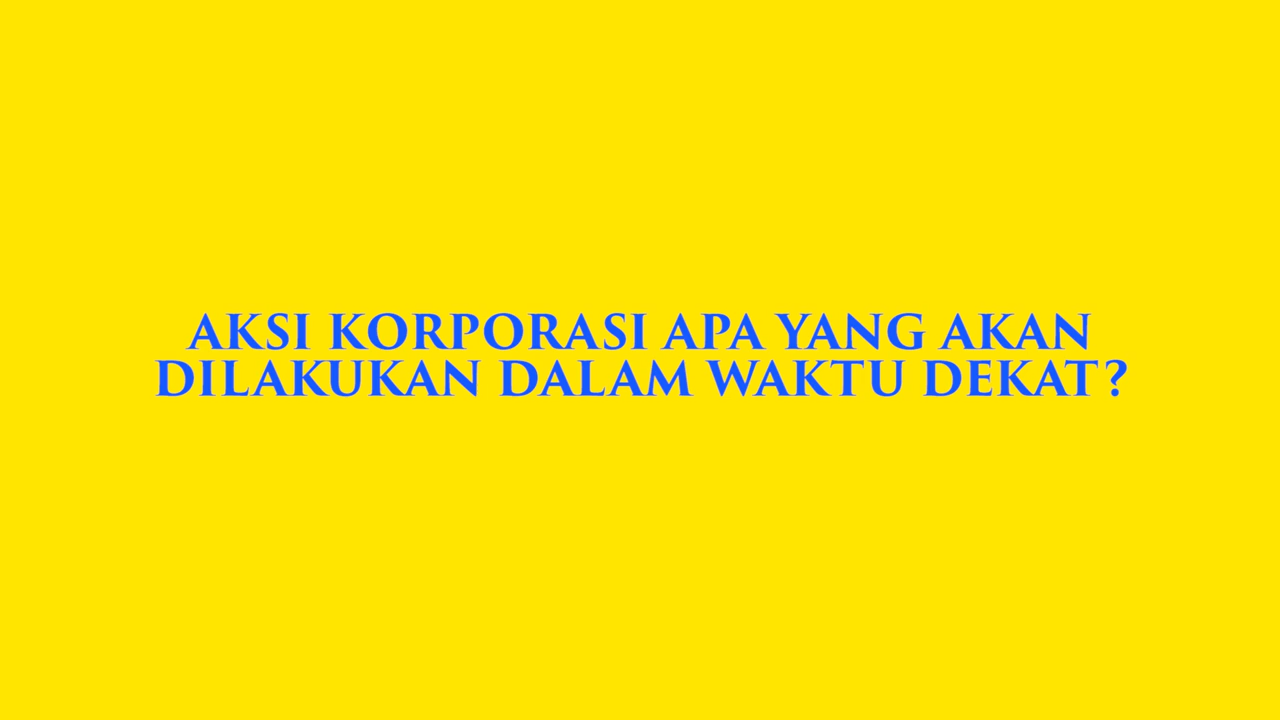 AKSI KORPORASI APA YANG AKAN
DILAKUKAN DALAM WAKTU DEKAT?